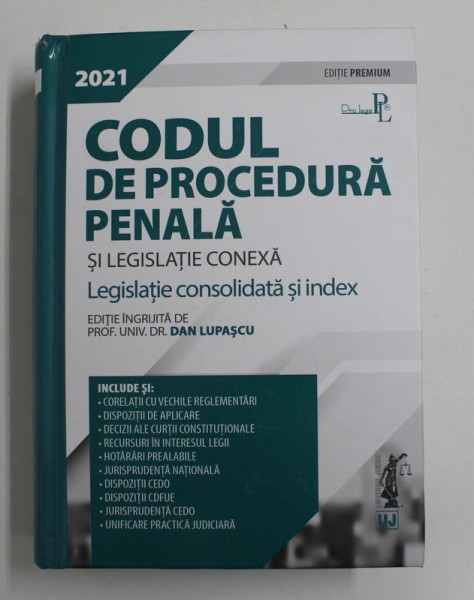 2021
EDIȚIE PREMIUM
Pro lege PL
CODUL
DE PROCEDURĂ
PENALĂ
ȘI LEGISLAȚIE CONEXĂ
Legislație consolidată și index
EDIȚIE ÎNGRIJITĂ DE
PROF. UNIV. DR. DAN LUPAȘCU
INCLUDE ȘI:
• CORELAȚII CU VECHILE REGLEMENTĂRI
• DISPOZIȚII DE APLICARE
• DECIZII ALE CURȚII CONSTITUȚIONALE
• RECURSURI ÎN INTERESUL LEGII
• HOTĂRÂRI PREALABILE
• JURISPRUDENȚĂ NAȚIONALĂ
• DISPOZIȚII CEDO
• DISPOZIȚII CDFUE
• JURISPRUDENȚĂ CEDO
• UNIFICARE PRACTICĂ JUDICIARĂ
UJ